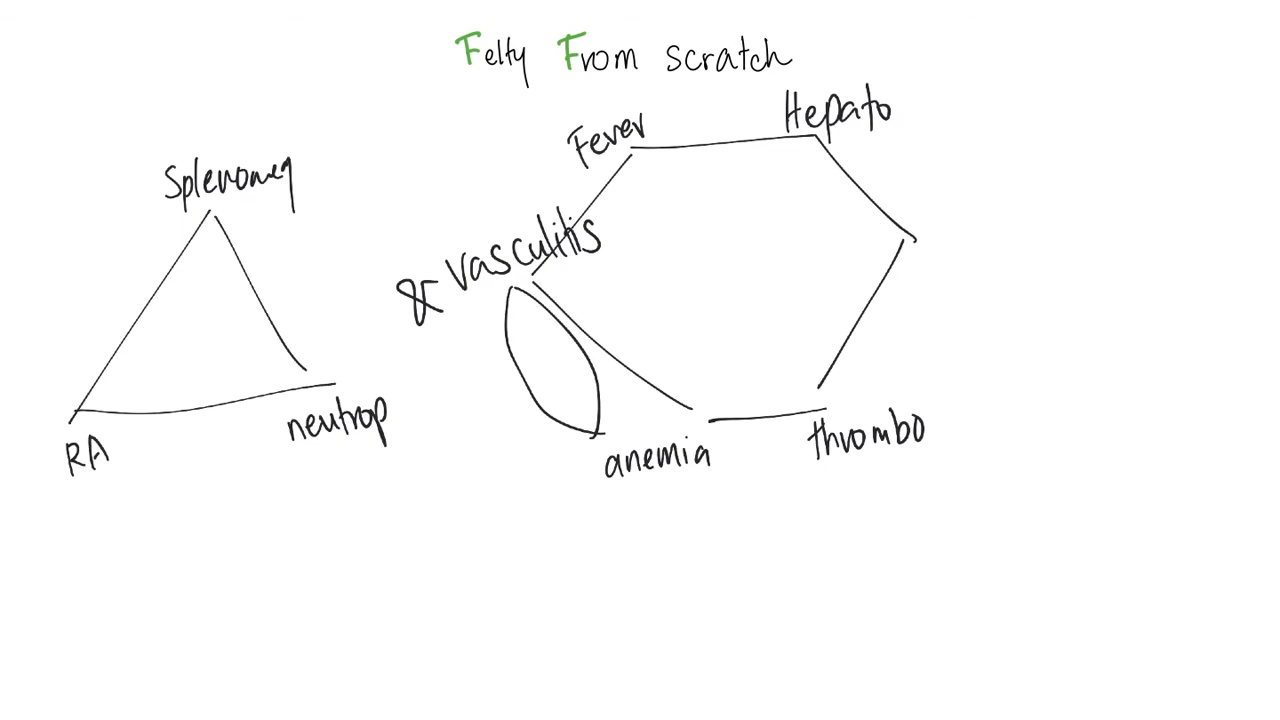 Felty From scratch
Fever
Hepato
Splenomeg
& vasculitis
neutrop
RA
anemia
thrombo